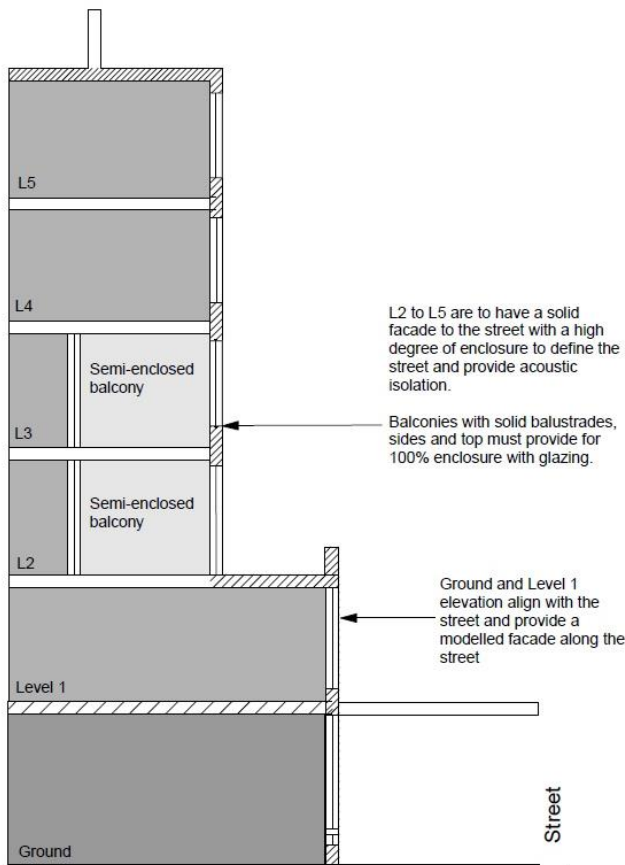 L5
L4
L2 to L5 are to have a solid
facade to the street with a high
degree of enclosure to define the
street and provide acoustic
isolation.
Semi-enclosed
balcony
L3
Balconies with solid balustrades,
sides and top must provide for
100% enclosure with glazing.
Semi-enclosed
balcony
L2
Ground and Level 1
elevation align with the
street and provide a
modelled facade along the
street
Level 1
Street
Ground